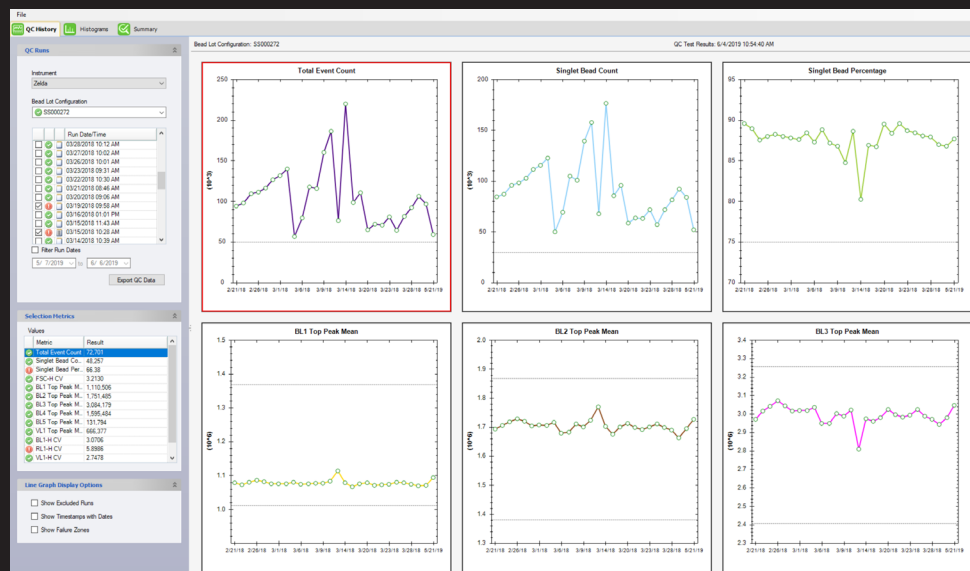 File
QC History Histograms Summary
QC Runs
Instrument
Zelda
Bead Lot Configuration
SS000272
Run Date/Time
03/28/2018 10:12 AM
03/27/2018 10:02 AM
03/26/2018 10:01 AM
03/23/2018 09:31 AM
03/22/2018 10:30 AM
03/21/2018 08:46 AM
03/20/2018 09:06 AM
03/19/2018 09:58 AM
03/16/2018 01:01 PM
03/15/2018 11:43 AM
03/15/2018 10:28 AM
03/14/2018 10:39 AM
Filter Run Dates
5/ 7/2019 to 6/ 6/2019
Export QC Data
Selection Metrics
Values
Metric Result
Total Event Count 72,701
Singlet Bead Co... 48,257
Singlet Bead Per... 66.38
FSC-H CV 3.2130
BL1 Top Peak M... 1,110,506
BL2 Top Peak M... 1,751,485
BL3 Top Peak M... 3,084,179
BL4 Top Peak M... 1,595,484
BL5 Top Peak M... 131,794
VL1 Top Peak M... 666,377
BL1-H CV 3.0706
RL1-H CV 5.8986
VL1-H CV 2.7478
Line Graph Display Options
Show Excluded Runs
Show Timestamps with Dates
Show Failure Zones
Bead Lot Configuration: SS000272 QC Test Results: 6/4/2019 10:54:40 AM
Total Event Count
250
200
150
100
50
0
(10^3)
2/21/18 2/26/18 3/1/18 3/6/18 3/9/18 3/14/18 3/20/18 3/23/18 3/28/18 5/21/19
Singlet Bead Count
200
150
100
50
0
(10^3)
2/21/18 2/26/18 3/1/18 3/6/18 3/9/18 3/14/18 3/20/18 3/23/18 3/28/18 5/21/19
Singlet Bead Percentage
95
90
85
80
75
70
2/21/18 2/26/18 3/1/18 3/6/18 3/9/18 3/14/18 3/20/18 3/23/18 3/28/18 5/21/19
BL1 Top Peak Mean
1.5
1.4
1.3
1.2
1.1
1.0
(10^6)
2/21/18 2/26/18 3/1/18 3/6/18 3/9/18 3/14/18 3/20/18 3/23/18 3/28/18 5/21/19
BL2 Top Peak Mean
2.0
1.9
1.8
1.7
1.6
1.5
1.4
1.3
(10^6)
2/21/18 2/26/18 3/1/18 3/6/18 3/9/18 3/14/18 3/20/18 3/23/18 3/28/18 5/21/19
BL3 Top Peak Mean
3.4
3.3
3.2
3.1
3.0
2.9
2.8
2.7
2.6
2.5
2.4
2.3
(10^6)
2/21/18 2/26/18 3/1/18 3/6/18 3/9/18 3/14/18 3/20/18 3/23/18 3/28/18 5/21/19